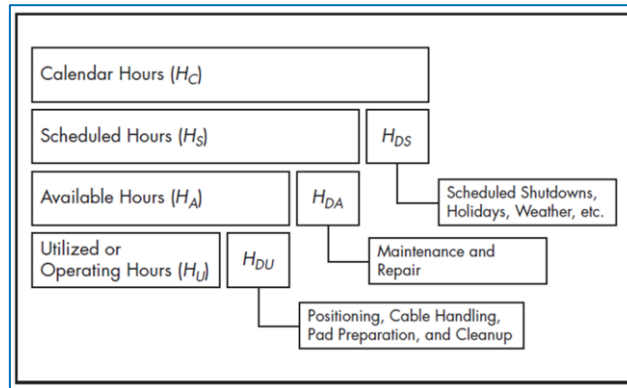 Calendar Hours (HC)
Scheduled Hours (HS)
HDS
Scheduled Shutdowns,
Holidays, Weather, etc.
Available Hours (HA)
HDA
Maintenance and
Repair
Utilized or
Operating Hours (HU)
HDU
Positioning, Cable Handling,
Pad Preparation, and Cleanup